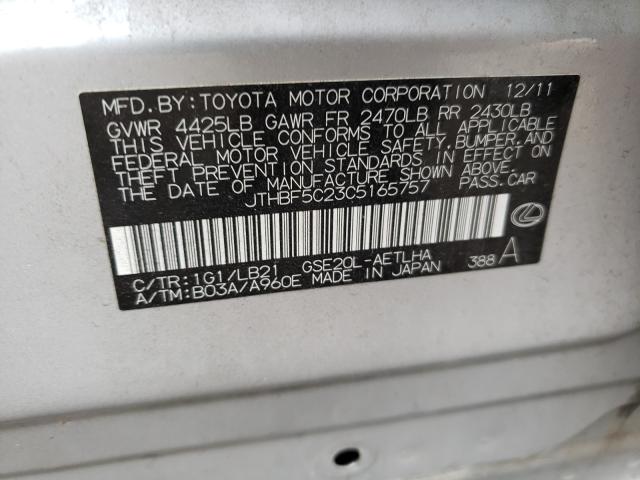 MFD.BY:TOYOTA MOTOR CORPORATION 12/11
GVWR 4425LB GAWR FR 2470LB RR 2430LB
THIS VEHICLE CONFORMS TO ALL APPLICABLE
FEDERAL MOTOR VEHICLE SAFETY,BUMPER,AND
THEFT PREVENTION STANDARDS IN EFFECT ON
THE DATE OF MANUFACTURE SHOWN ABOVE.
JTHBF5C23C5165757 PASS.CAR
C/TR:1G1/LB21 GSE20L-AETLHA
A/TM:B03A/A960E MADE IN JAPAN 388 A